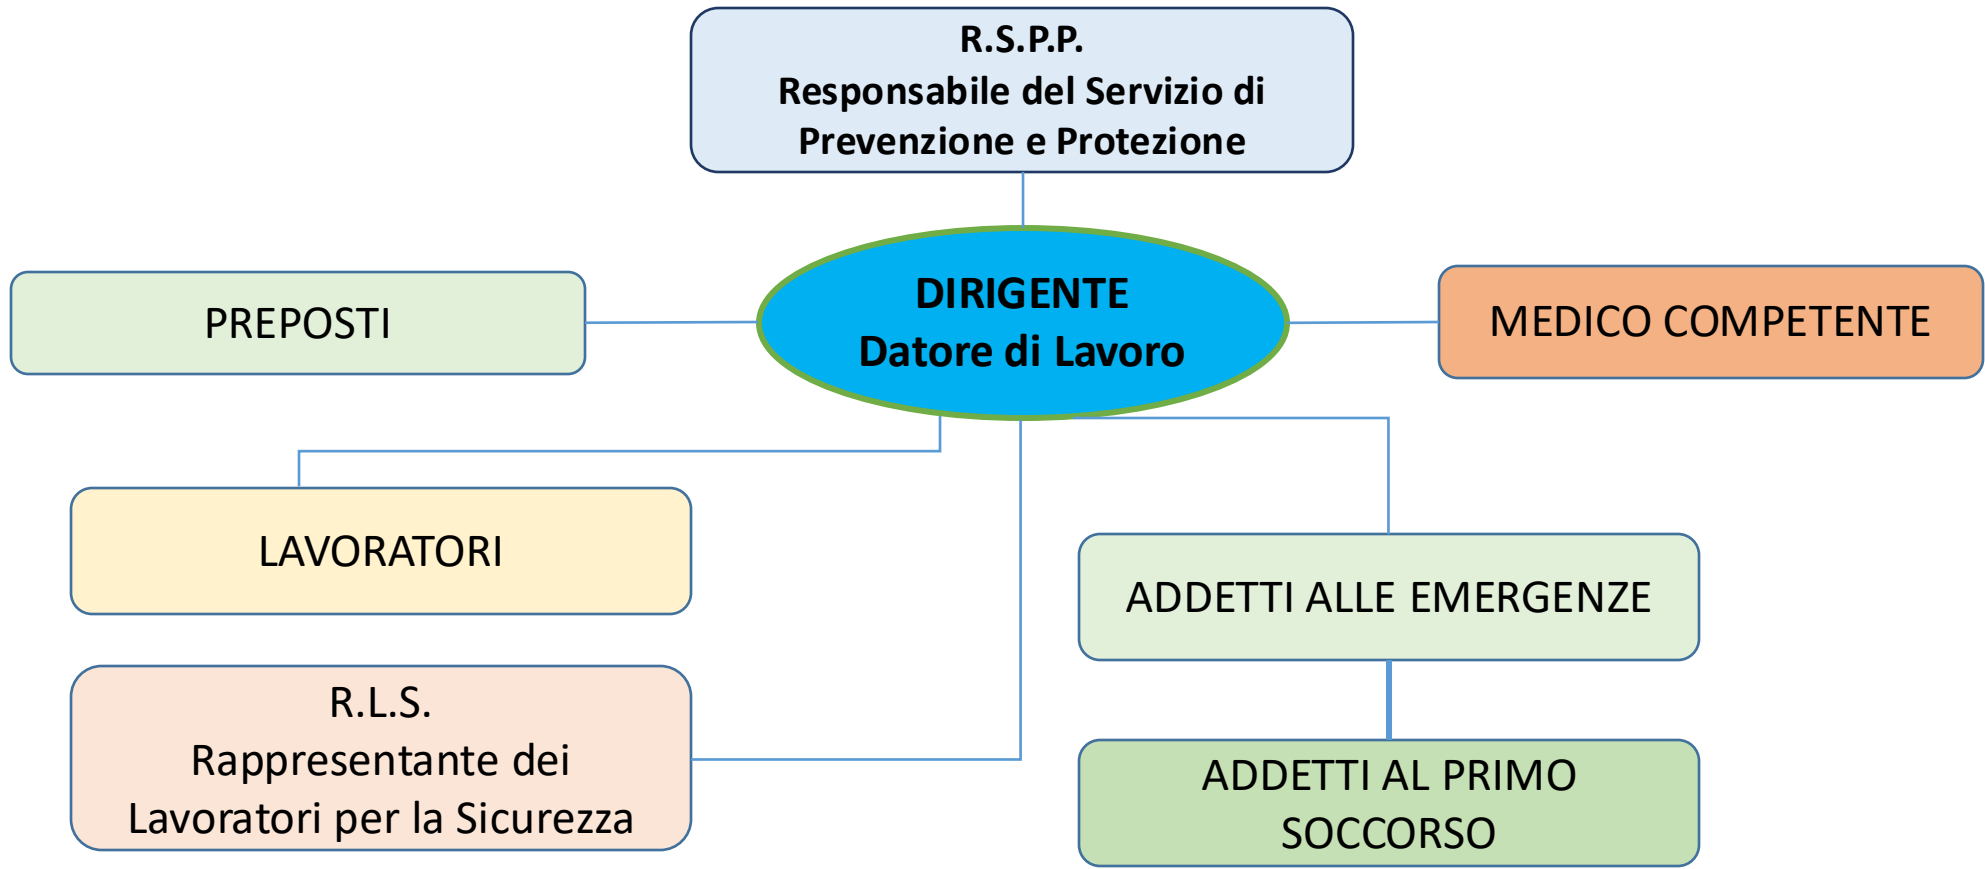 R.S.P.P.
Responsabile del Servizio di
Prevenzione e Protezione
PREPOSTI
DIRIGENTE
Datore di Lavoro
MEDICO COMPETENTE
LAVORATORI
ADDETTI ALLE EMERGENZE
R.L.S.
Rappresentante dei
Lavoratori per la Sicurezza
ADDETTI AL PRIMO
SOCCORSO